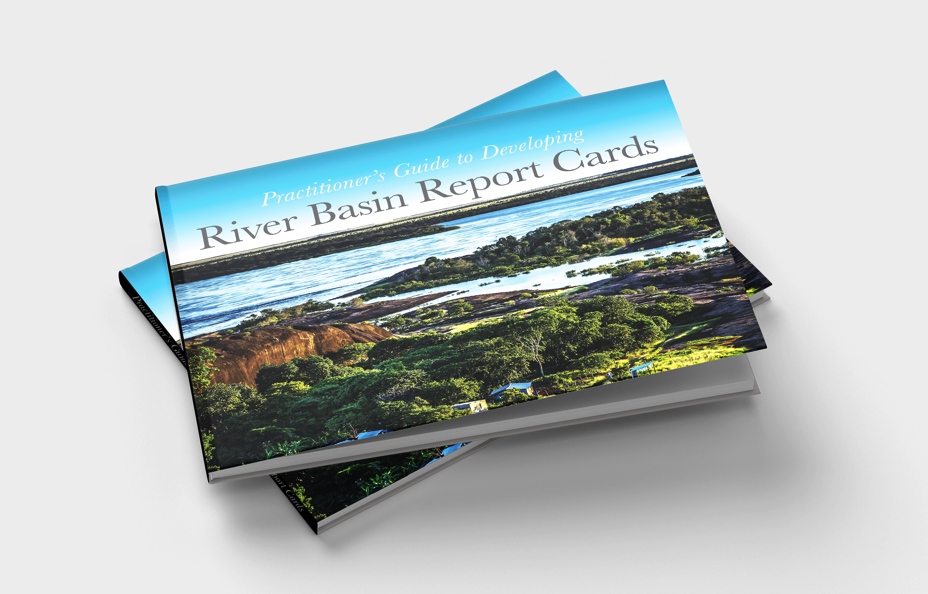 Practitioner's Guide to Developing
River Basin Report Cards